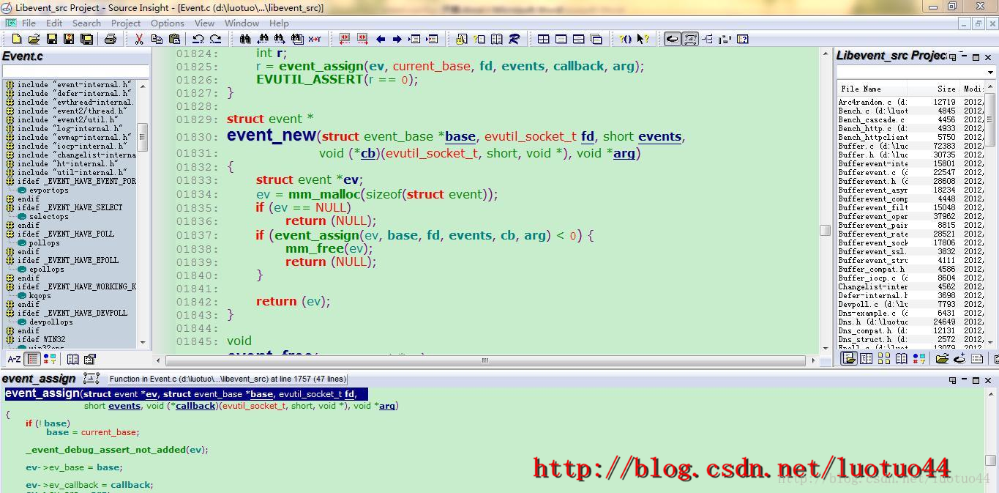 Libevent_src Project - Source Insight - [Event.c (d:\luotuo\...\libevent_src)]
File Edit Search Project Options View Window Help
Event.c
include "event-internal.h"
include "defer-internal.h"
include "evthread-internal.
include "event2/thread.h"
include "event2/util.h"
include "log-internal.h"
include "evmap-internal.h"
include "iocp-internal.h"
include "changelist-interna
include "ht-internal.h"
include "util-internal.h"
ifdef _EVENT_HAVE_EVENT_POR
evportops
endif
ifdef _EVENT_HAVE_SELECT
selectops
endif
ifdef _EVENT_HAVE_POLL
pollops
endif
ifdef _EVENT_HAVE_EPOLL
epollops
endif
ifdef _EVENT_HAVE_WORKING_K
kqops
endif
ifdef _EVENT_HAVE_DEVPOLL
devpollops
endif
ifdef WIN32
A-Z
01824: int r;
01825: r = event_assign(ev, current_base, fd, events, callback, arg);
01826: EVUTIL_ASSERT(r == 0);
01827: }
01828:
01829: struct event *
01830: event_new(struct event_base *base, evutil_socket_t fd, short events,
01831: void (*cb)(evutil_socket_t, short, void *), void *arg)
01832: {
01833: struct event *ev;
01834: ev = mm_malloc(sizeof(struct event));
01835: if (ev == NULL)
01836: return (NULL);
01837: if (event_assign(ev, base, fd, events, cb, arg) < 0) {
01838: mm_free(ev);
01839: return (NULL);
01840: }
01841:
01842: return (ev);
01843: }
01844:
01845: void
Libevent_src Projec
File Name Size Modi
Arc4random.c (d: 12719 2012,
Bench.c (d:\luot 4845 2012,
Bench_cascade.c 4456 2012,
Bench_http.c (d: 4933 2012,
Bench_httpclient 5750 2012,
Buffer.c (d:\luc 72383 2012,
Buffer.h (d:\luc 30735 2012,
Bufferevent-inte 15801 2012,
Bufferevent.c (d 22547 2012,
Bufferevent.h (d 28608 2012,
Bufferevent_asyn 18234 2012,
Bufferevent_comp 4448 2012,
Bufferevent_filt 15048 2012,
Bufferevent_oper 37962 2012,
Bufferevent_pair 8815 2012,
Bufferevent_rate 28521 2012,
Bufferevent_sock 17806 2012,
Bufferevent_ssl. 3832 2012,
Bufferevent_stru 4111 2012,
Buffer_compat.h 4586 2012,
Buffer_iocp.c (d 8604 2012,
Changelist-inter 4562 2012,
Defer-internal.h 3698 2012,
Devpoll.c (d:\lu 7793 2012,
Dns-example.c (d 6431 2012,
Dns.h (d:\luotuo 24649 2012,
Dns_compat.h (d: 12131 2012,
Dns_struct.h (d: 2572 2012,
event_assign Function in Event.c (d:\luotuo\...\libevent_src) at line 1757 (47 lines)
event_assign(struct event *ev, struct event_base *base, evutil_socket_t fd,
short events, void (*callback)(evutil_socket_t, short, void *), void *arg)
{
if (! base)
base = current_base;
_event_debug_assert_not_added(ev);
ev->ev_base = base;
ev->ev_callback = callback;
http://blog.csdn.net/luotuo44
http://blog.csdn.net/luotuo44